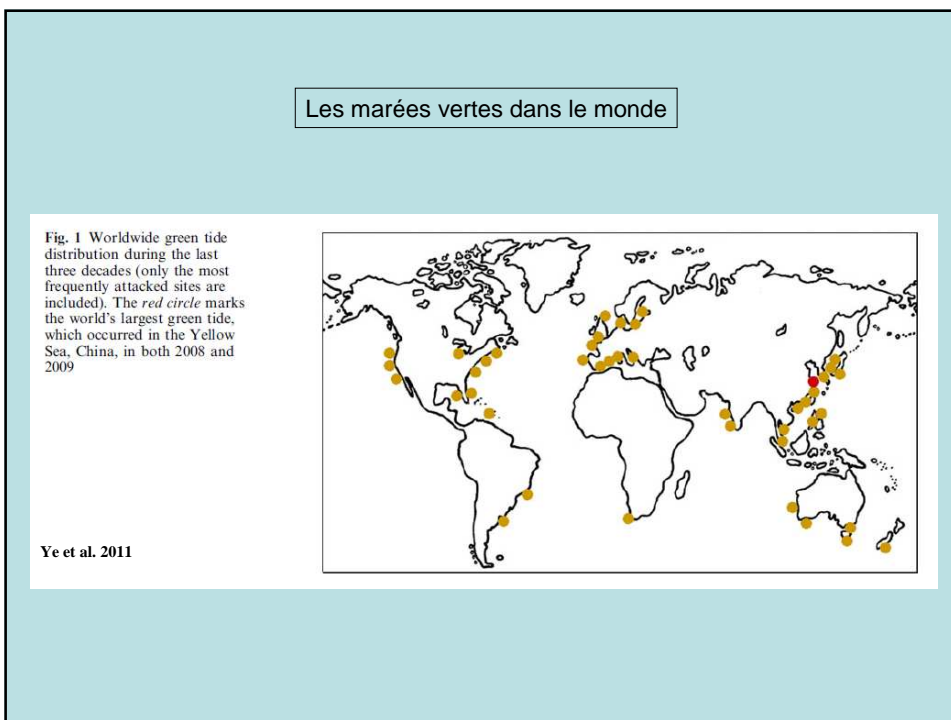 Les marées vertes dans le monde
Fig. 1 Worldwide green tide
distribution during the last
three decades (only the most
frequently attacked sites are
included). The red circle marks
the world's largest green tide,
which occurred in the Yellow
Sea, China, in both 2008 and
2009
Ye et al. 2011